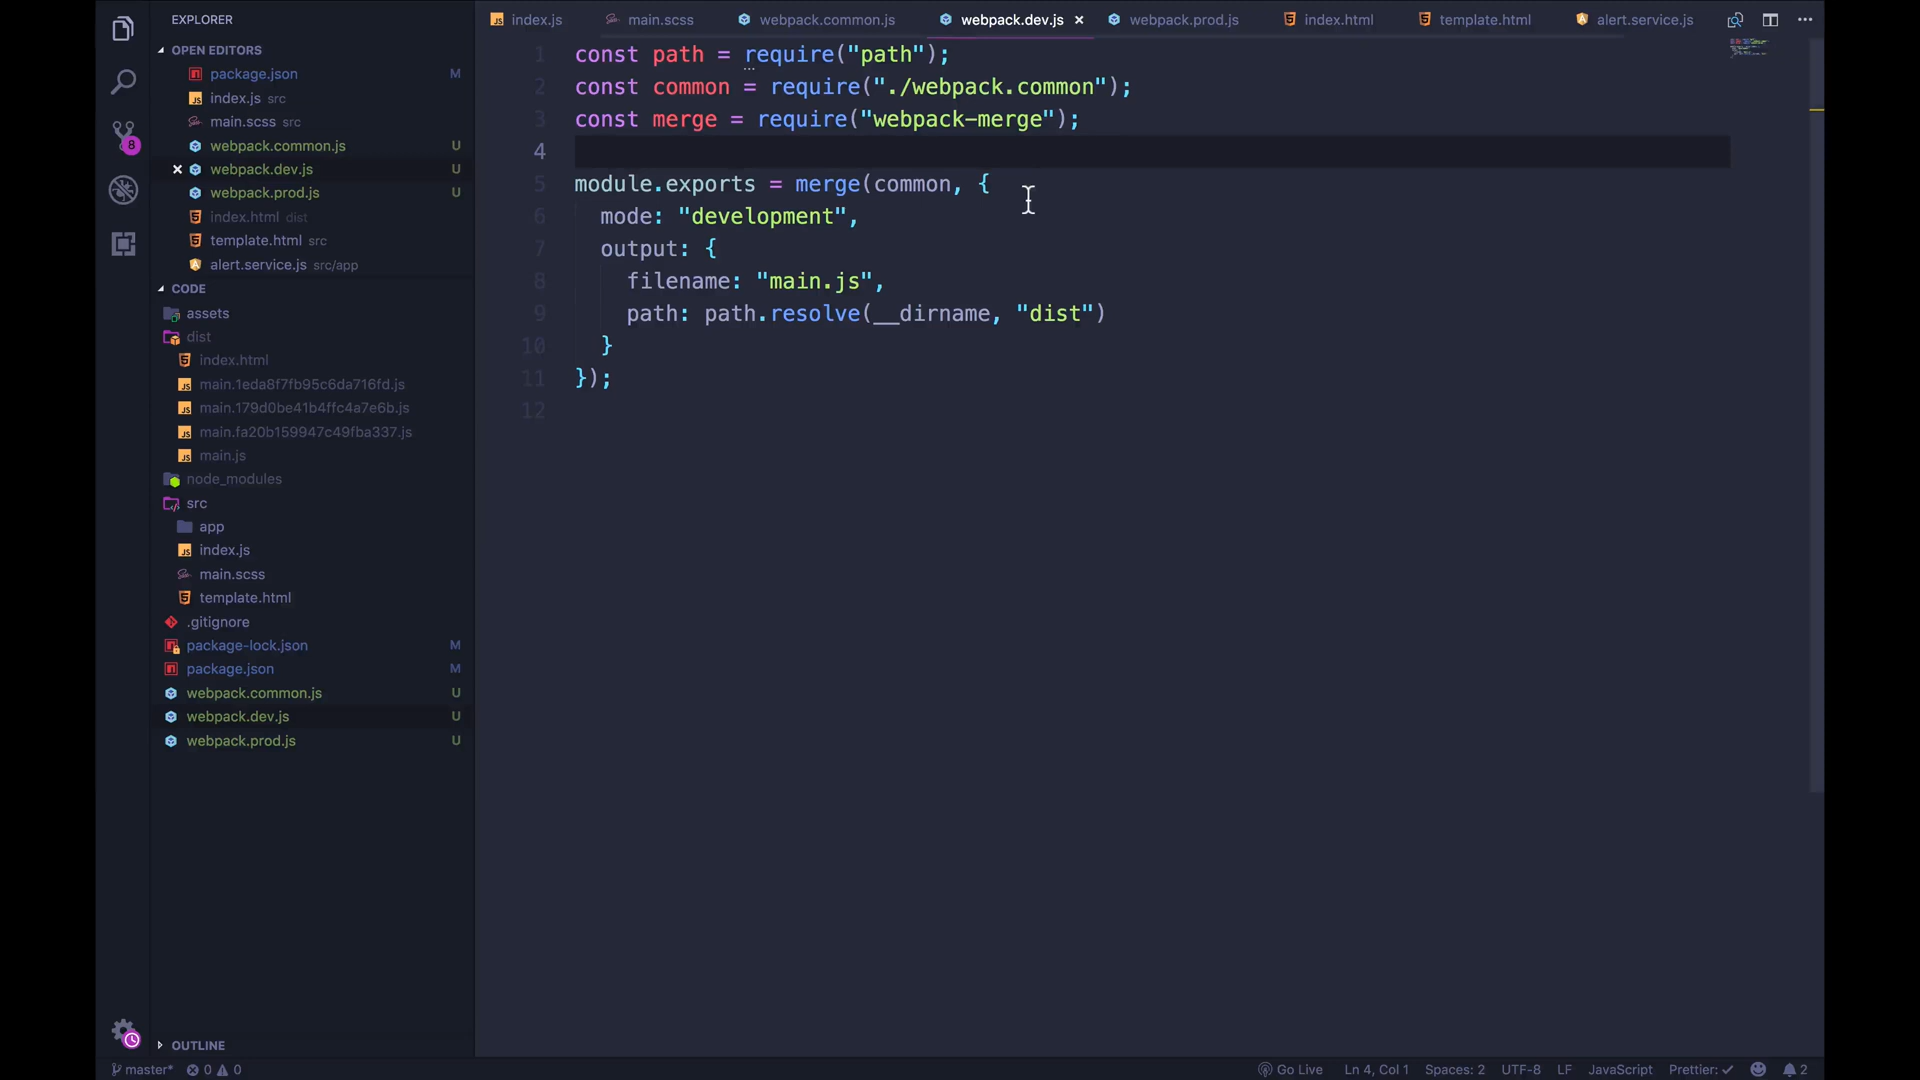 EXPLORER
OPEN EDITORS
package.json M
index.js src
main.scss src
webpack.common.js U
webpack.dev.js U
webpack.prod.js U
index.html dist
template.html src
alert.service.js src/app
CODE
assets
dist
index.html
main.1eda8f7fb95c6da716fd.js
main.179d0be41b4ffc4a7e6b.js
main.fa20b159947c49fba337.js
main.js
node_modules
src
app
index.js
main.scss
template.html
.gitignore
package-lock.json M
package.json M
webpack.common.js U
webpack.dev.js U
webpack.prod.js U
OUTLINE
8
index.js main.scss webpack.common.js webpack.dev.js webpack.prod.js index.html template.html alert.service.js
1 const path = require("path");
2 const common = require("./webpack.common");
3 const merge = require("webpack-merge");
4
5 module.exports = merge(common, {
6 mode: "development",
7 output: {
8 filename: "main.js",
9 path: path.resolve(__dirname, "dist")
10 }
11 });
12
master* 0 0 Go Live Ln 4, Col 1 Spaces: 2 UTF-8 LF JavaScript Prettier: ✓ 2